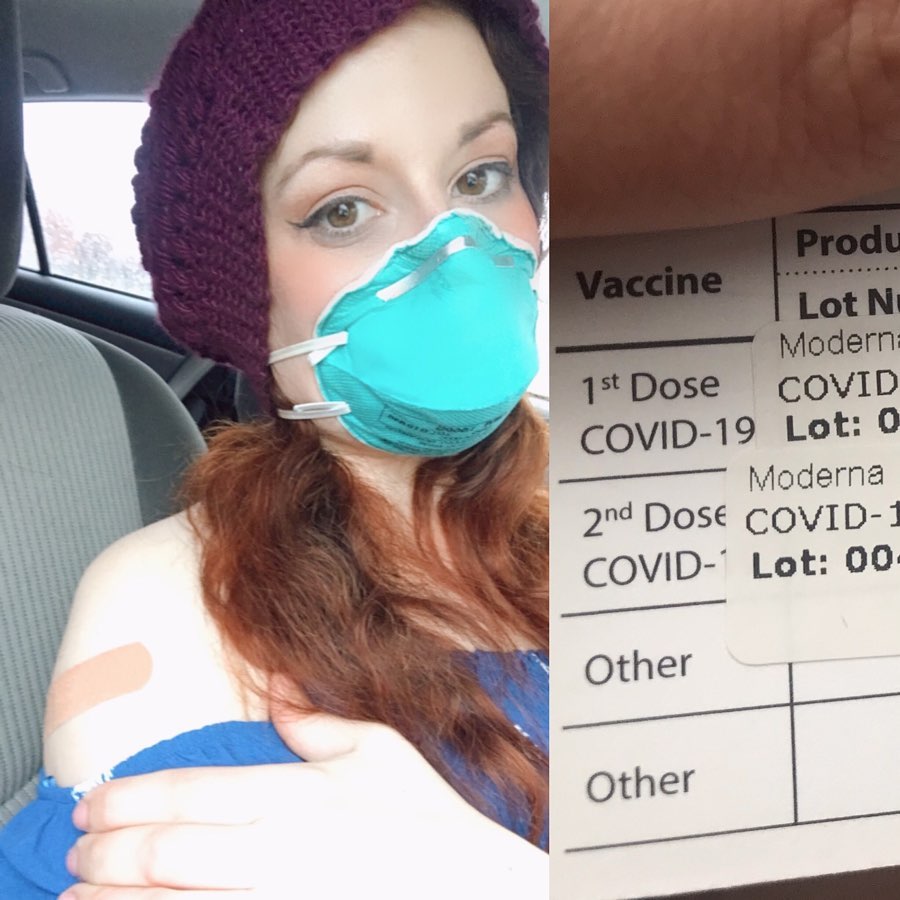 Vaccine
Produ
Lot Nu
1st Dose
COVID-19
Moderna
COVID
Lot: 0
2nd Dose
COVID-1
Moderna
COVID-1
Lot: 004
Other
Other